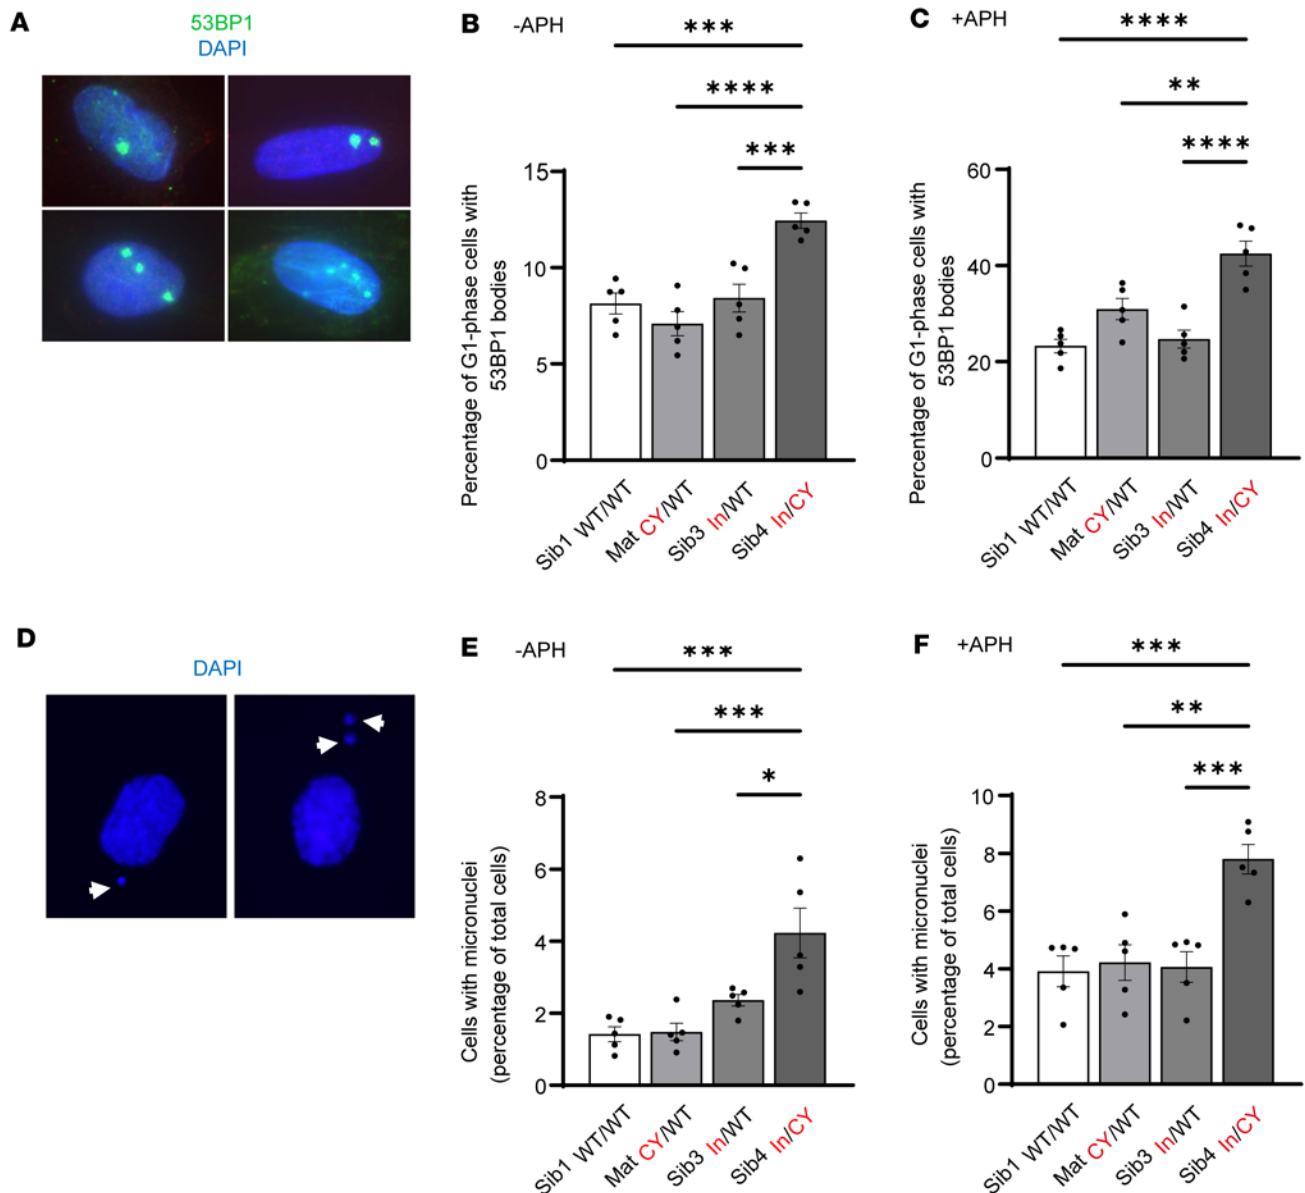 A
53BP1
DAPI
B
-APH
***
****
***
15
10
5
0
Percentage of G1-phase cells with
53BP1 bodies
Sib1 WT/WT
Mat CY/WT
Sib3 In/WT
Sib4 In/CY
C
+APH
****
**
****
60
40
20
0
Percentage of G1-phase cells with
53BP1 bodies
Sib1 WT/WT
Mat CY/WT
Sib3 In/WT
Sib4 In/CY
D
DAPI
E
-APH
***
***
*
8
6
4
2
0
Cells with micronuclei
(percentage of total cells)
Sib1 WT/WT
Mat CY/WT
Sib3 In/WT
Sib4 In/CY
F
+APH
***
**
***
10
8
6
4
2
0
Cells with micronuclei
(percentage of total cells)
Sib1 WT/WT
Mat CY/WT
Sib3 In/WT
Sib4 In/CY